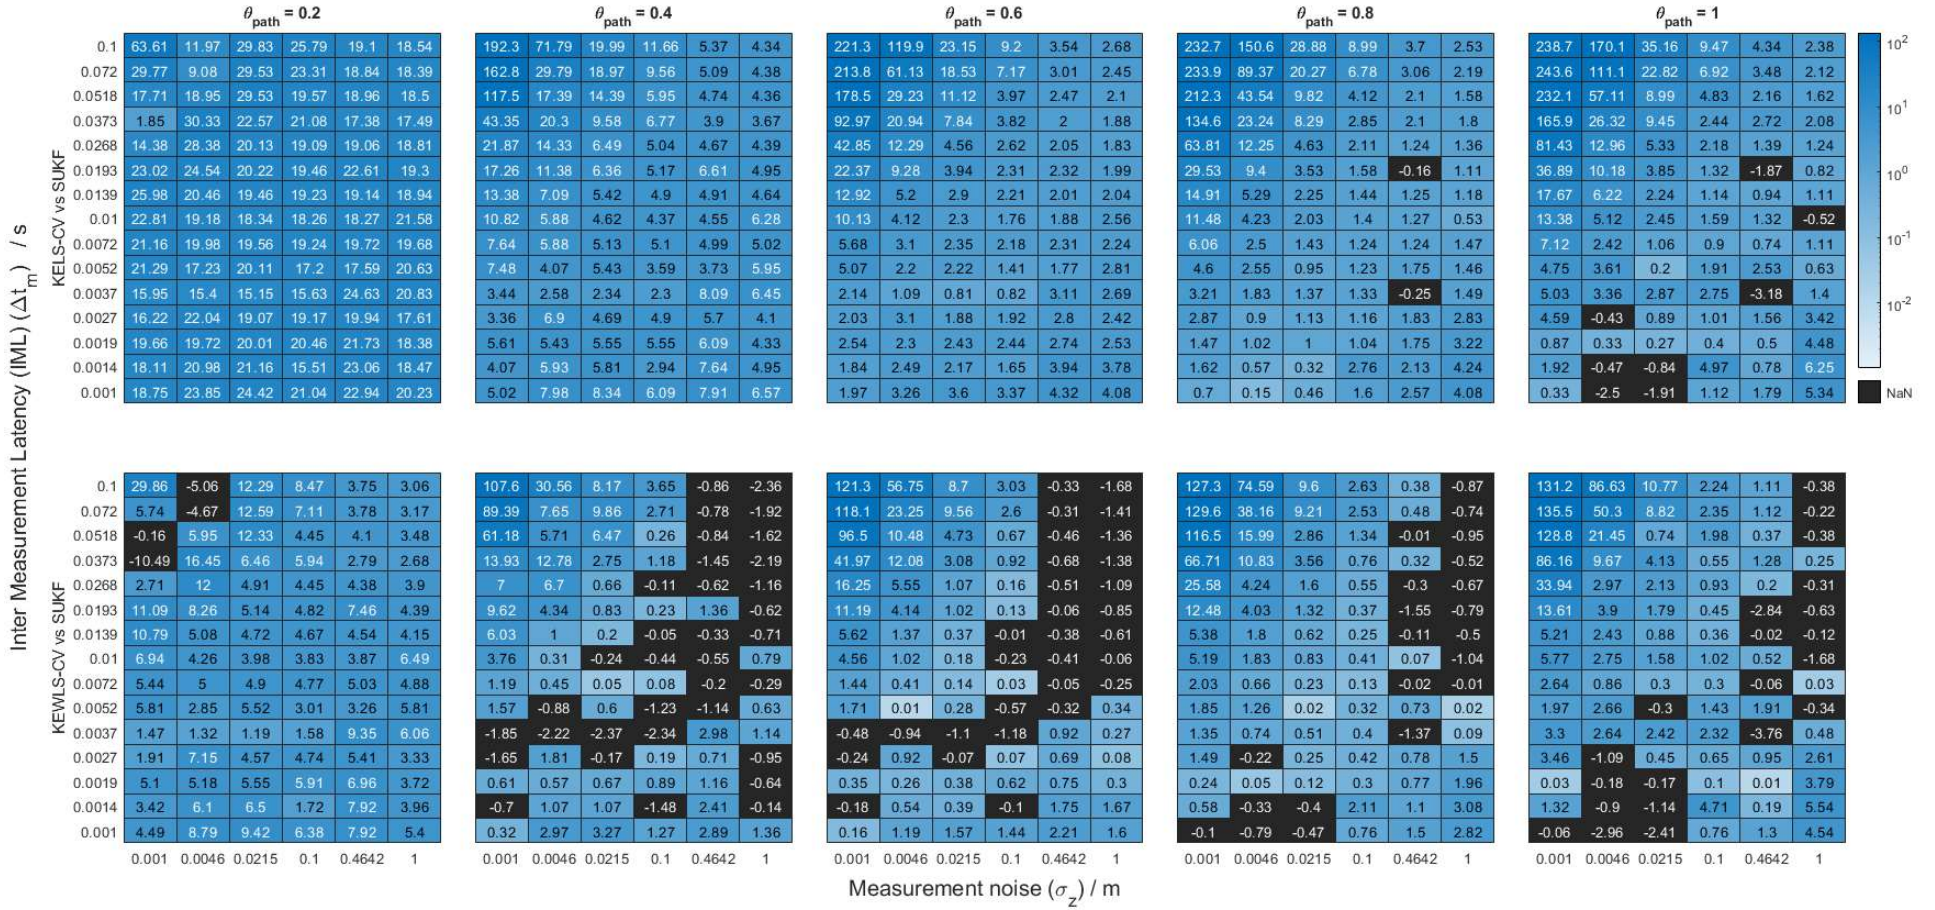 θpath = 0.2 θpath = 0.4 θpath = 0.6 θpath = 0.8 θpath = 1
Inter Measurement Latency (IML) (Δtm) / s
KELS-CV vs SUKF
0.1 63.61 11.97 29.83 25.79 19.1 18.54 192.3 71.79 19.99 11.66 5.37 4.34 221.3 119.9 23.15 9.2 3.54 2.68 232.7 150.6 28.88 8.99 3.7 2.53 238.7 170.1 35.16 9.47 4.34 2.38
0.072 29.77 9.08 29.53 23.31 18.84 18.39 162.8 29.79 18.97 9.56 5.09 4.38 213.8 61.13 18.53 7.17 3.01 2.45 233.9 89.37 20.27 6.78 3.06 2.19 243.6 111.1 22.82 6.92 3.48 2.12
0.0518 17.71 18.95 29.53 19.57 18.96 18.5 117.5 17.39 14.39 5.95 4.74 4.36 178.5 29.23 11.12 3.97 2.47 2.1 212.3 43.54 9.82 4.12 2.1 1.58 232.1 57.11 8.99 4.83 2.16 1.62
0.0373 1.85 30.33 22.57 21.08 17.38 17.49 43.35 20.3 9.58 6.77 3.9 3.67 92.97 20.94 7.84 3.82 2 1.88 134.6 23.24 8.29 2.85 2.1 1.8 165.9 26.32 9.45 2.44 2.72 2.08
0.0268 14.38 28.38 20.13 19.09 19.06 18.81 21.87 14.33 6.49 5.04 4.67 4.39 42.85 12.29 4.56 2.62 2.05 1.83 63.81 12.25 4.63 2.11 1.24 1.36 81.43 12.96 5.33 2.18 1.39 1.24
0.0193 23.02 24.54 20.22 19.46 22.61 19.3 17.26 11.38 6.36 5.17 6.61 4.95 22.37 9.28 3.94 2.31 2.32 1.99 29.53 9.4 3.53 1.58 -0.16 1.11 36.89 10.18 3.85 1.32 -1.87 0.82
0.0139 25.98 20.46 19.46 19.23 19.14 18.94 13.38 7.09 5.42 4.9 4.91 4.64 12.92 5.2 2.9 2.21 2.01 2.04 14.91 5.29 2.25 1.44 1.25 1.18 17.67 6.22 2.24 1.14 0.94 1.11
0.01 22.81 19.18 18.34 18.26 18.27 21.58 10.82 5.88 4.62 4.37 4.55 6.28 10.13 4.12 2.3 1.76 1.88 2.56 11.48 4.23 2.03 1.4 1.27 0.53 13.38 5.12 2.45 1.59 1.32 -0.52
0.0072 21.16 19.98 19.56 19.24 19.72 19.68 7.64 5.88 5.13 5.1 4.99 5.02 5.68 3.1 2.35 2.18 2.31 2.24 6.06 2.5 1.43 1.24 1.24 1.47 7.12 2.42 1.06 0.9 0.74 1.11
0.0052 21.29 17.23 20.11 17.2 17.59 20.63 7.48 4.07 5.43 3.59 3.73 5.95 5.07 2.2 2.22 1.41 1.77 2.81 4.6 2.55 0.95 1.23 1.75 1.46 4.75 3.61 0.2 1.91 2.53 0.63
0.0037 15.95 15.4 15.15 15.63 24.63 20.83 3.44 2.58 2.34 2.3 8.09 6.45 2.14 1.09 0.81 0.82 3.11 2.69 3.21 1.83 1.37 1.33 -0.25 1.49 5.03 3.36 2.87 2.75 -3.18 1.4
0.0027 16.22 22.04 19.07 19.17 19.94 17.61 3.36 6.9 4.69 4.9 5.7 4.1 2.03 3.1 1.88 1.92 2.8 2.42 2.87 0.9 1.13 1.16 1.83 2.83 4.59 -0.43 0.89 1.01 1.56 3.42
0.0019 19.66 19.72 20.01 20.46 21.73 18.38 5.61 5.43 5.55 5.55 6.09 4.33 2.54 2.3 2.43 2.44 2.74 2.53 1.47 1.02 1 1.04 1.75 3.22 0.87 0.33 0.27 0.4 0.5 4.48
0.0014 18.11 20.98 21.16 15.51 23.06 18.47 4.07 5.93 5.81 2.94 7.64 4.95 1.84 2.49 2.17 1.65 3.94 3.78 1.62 0.57 0.32 2.76 2.13 4.24 1.92 -0.47 -0.84 4.97 0.78 6.25
0.001 18.75 23.85 24.42 21.04 22.94 20.23 5.02 7.98 8.34 6.09 7.91 6.57 1.97 3.26 3.6 3.37 4.32 4.08 0.7 0.15 0.46 1.6 2.57 4.08 0.33 -2.5 -1.91 1.12 1.79 5.34
10^2
10^1
10^0
10^-1
10^-2
NaN
KEWLS-CV vs SUKF
0.1 29.86 -5.06 12.29 8.47 3.75 3.06 107.6 30.56 8.17 3.65 -0.86 -2.36 121.3 56.75 8.7 3.03 -0.33 -1.68 127.3 74.59 9.6 2.63 0.38 -0.87 131.2 86.63 10.77 2.24 1.11 -0.38
0.072 5.74 -4.67 12.59 7.11 3.78 3.17 89.39 7.65 9.86 2.71 -0.78 -1.92 118.1 23.25 9.56 2.6 -0.31 -1.41 129.6 38.16 9.21 2.53 0.48 -0.74 135.5 50.3 8.82 2.35 1.12 -0.22
0.0518 -0.16 5.95 12.33 4.45 4.1 3.48 61.18 5.71 6.47 0.26 -0.84 -1.62 96.5 10.48 4.73 0.67 -0.46 -1.36 116.5 15.99 2.86 1.34 -0.01 -0.95 128.8 21.45 0.74 1.98 0.37 -0.38
0.0373 -10.49 16.45 6.46 5.94 2.79 2.68 13.93 12.78 2.75 1.18 -1.45 -2.19 41.97 12.08 3.08 0.92 -0.68 -1.38 66.71 10.83 3.56 0.76 0.32 -0.52 86.16 9.67 4.13 0.55 1.28 0.25
0.0268 2.71 12 4.91 4.45 4.38 3.9 7 6.7 0.66 -0.11 -0.62 -1.16 16.25 5.55 1.07 0.16 -0.51 -1.09 25.58 4.24 1.6 0.55 -0.3 -0.67 33.94 2.97 2.13 0.93 0.2 -0.31
0.0193 11.09 8.26 5.14 4.82 7.46 4.39 9.62 4.34 0.83 0.23 1.36 -0.62 11.19 4.14 1.02 0.13 -0.06 -0.85 12.48 4.03 1.32 0.37 -1.55 -0.79 13.61 3.9 1.79 0.45 -2.84 -0.63
0.0139 10.79 5.08 4.72 4.67 4.54 4.15 6.03 1 0.2 -0.05 -0.33 -0.71 5.62 1.37 0.37 -0.01 -0.38 -0.61 5.38 1.8 0.62 0.25 -0.11 -0.5 5.21 2.43 0.88 0.36 -0.02 -0.12
0.01 6.94 4.26 3.98 3.83 3.87 6.49 3.76 0.31 -0.24 -0.44 -0.55 0.79 4.56 1.02 0.18 -0.23 -0.41 -0.06 5.19 1.83 0.83 0.41 0.07 -1.04 5.77 2.75 1.58 1.02 0.52 -1.68
0.0072 5.44 5 4.9 4.77 5.03 4.88 1.19 0.45 0.05 0.08 -0.2 -0.29 1.44 0.41 0.14 0.03 -0.05 -0.25 2.03 0.66 0.23 0.13 -0.02 -0.01 2.64 0.86 0.3 0.3 -0.06 0.03
0.0052 5.81 2.85 5.52 3.01 3.26 5.81 1.57 -0.88 0.6 -1.23 -1.14 0.63 1.71 0.01 0.28 -0.57 -0.32 0.34 1.85 1.26 0.02 0.32 0.73 0.02 1.97 2.66 -0.3 1.43 1.91 -0.34
0.0037 1.47 1.32 1.19 1.58 9.35 6.06 -1.85 -2.22 -2.37 -2.34 2.98 1.14 -0.48 -0.94 -1.1 -1.18 0.92 0.27 1.35 0.74 0.51 0.4 -1.37 0.09 3.3 2.64 2.42 2.32 -3.76 0.48
0.0027 1.91 7.15 4.57 4.74 5.41 3.33 -1.65 1.81 -0.17 0.19 0.71 -0.95 -0.24 0.92 -0.07 0.07 0.69 0.08 1.49 -0.22 0.25 0.42 0.78 1.5 3.46 -1.09 0.45 0.65 0.95 2.61
0.0019 5.1 5.18 5.55 5.91 6.96 3.72 0.61 0.57 0.67 0.89 1.16 -0.64 0.35 0.26 0.38 0.62 0.75 0.3 0.24 0.05 0.12 0.3 0.77 1.96 0.03 -0.18 -0.17 0.1 0.01 3.79
0.0014 3.42 6.1 6.5 1.72 7.92 3.96 -0.7 1.07 1.07 -1.48 2.41 -0.14 -0.18 0.54 0.39 -0.1 1.75 1.67 0.58 -0.33 -0.4 2.11 1.1 3.08 1.32 -0.9 -1.14 4.71 0.19 5.54
0.001 4.49 8.79 9.42 6.38 7.92 5.4 0.32 2.97 3.27 1.27 2.89 1.36 0.16 1.19 1.57 1.44 2.21 1.6 -0.1 -0.79 -0.47 0.76 1.5 2.82 -0.06 -2.96 -2.41 0.76 1.3 4.54
0.001 0.0046 0.0215 0.1 0.4642 1 0.001 0.0046 0.0215 0.1 0.4642 1 0.001 0.0046 0.0215 0.1 0.4642 1 0.001 0.0046 0.0215 0.1 0.4642 1 0.001 0.0046 0.0215 0.1 0.4642 1
Measurement noise (σz) / m